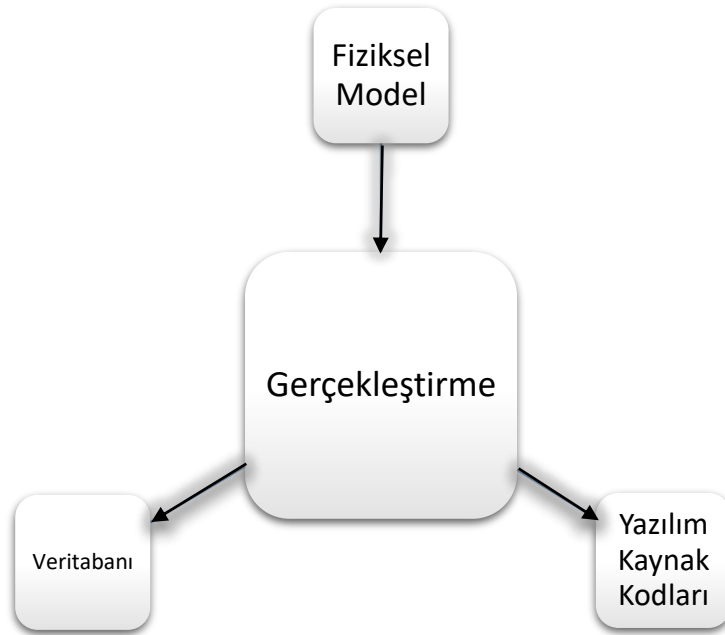 Fiziksel
Model
Gerçekleştirme
Veritabanı
Yazılım
Kaynak
Kodları